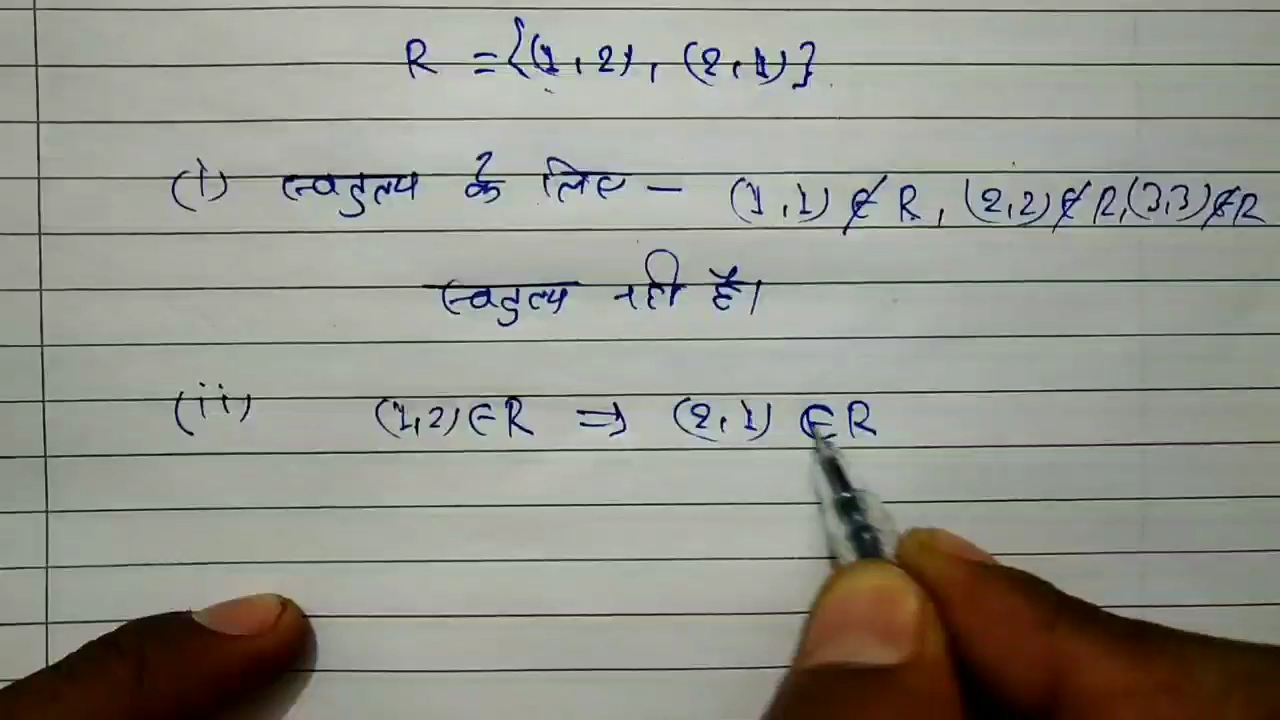 R = {(1, 2), (2, 1)}
(i) स्वतुल्य के लिए – (1, 1) ∉ R, (2, 2) ∉ R, (3, 3) ∉ R
स्वतुल्य नही है।
(ii) (1, 2) ∈ R ⇒ (2, 1) ∈ R